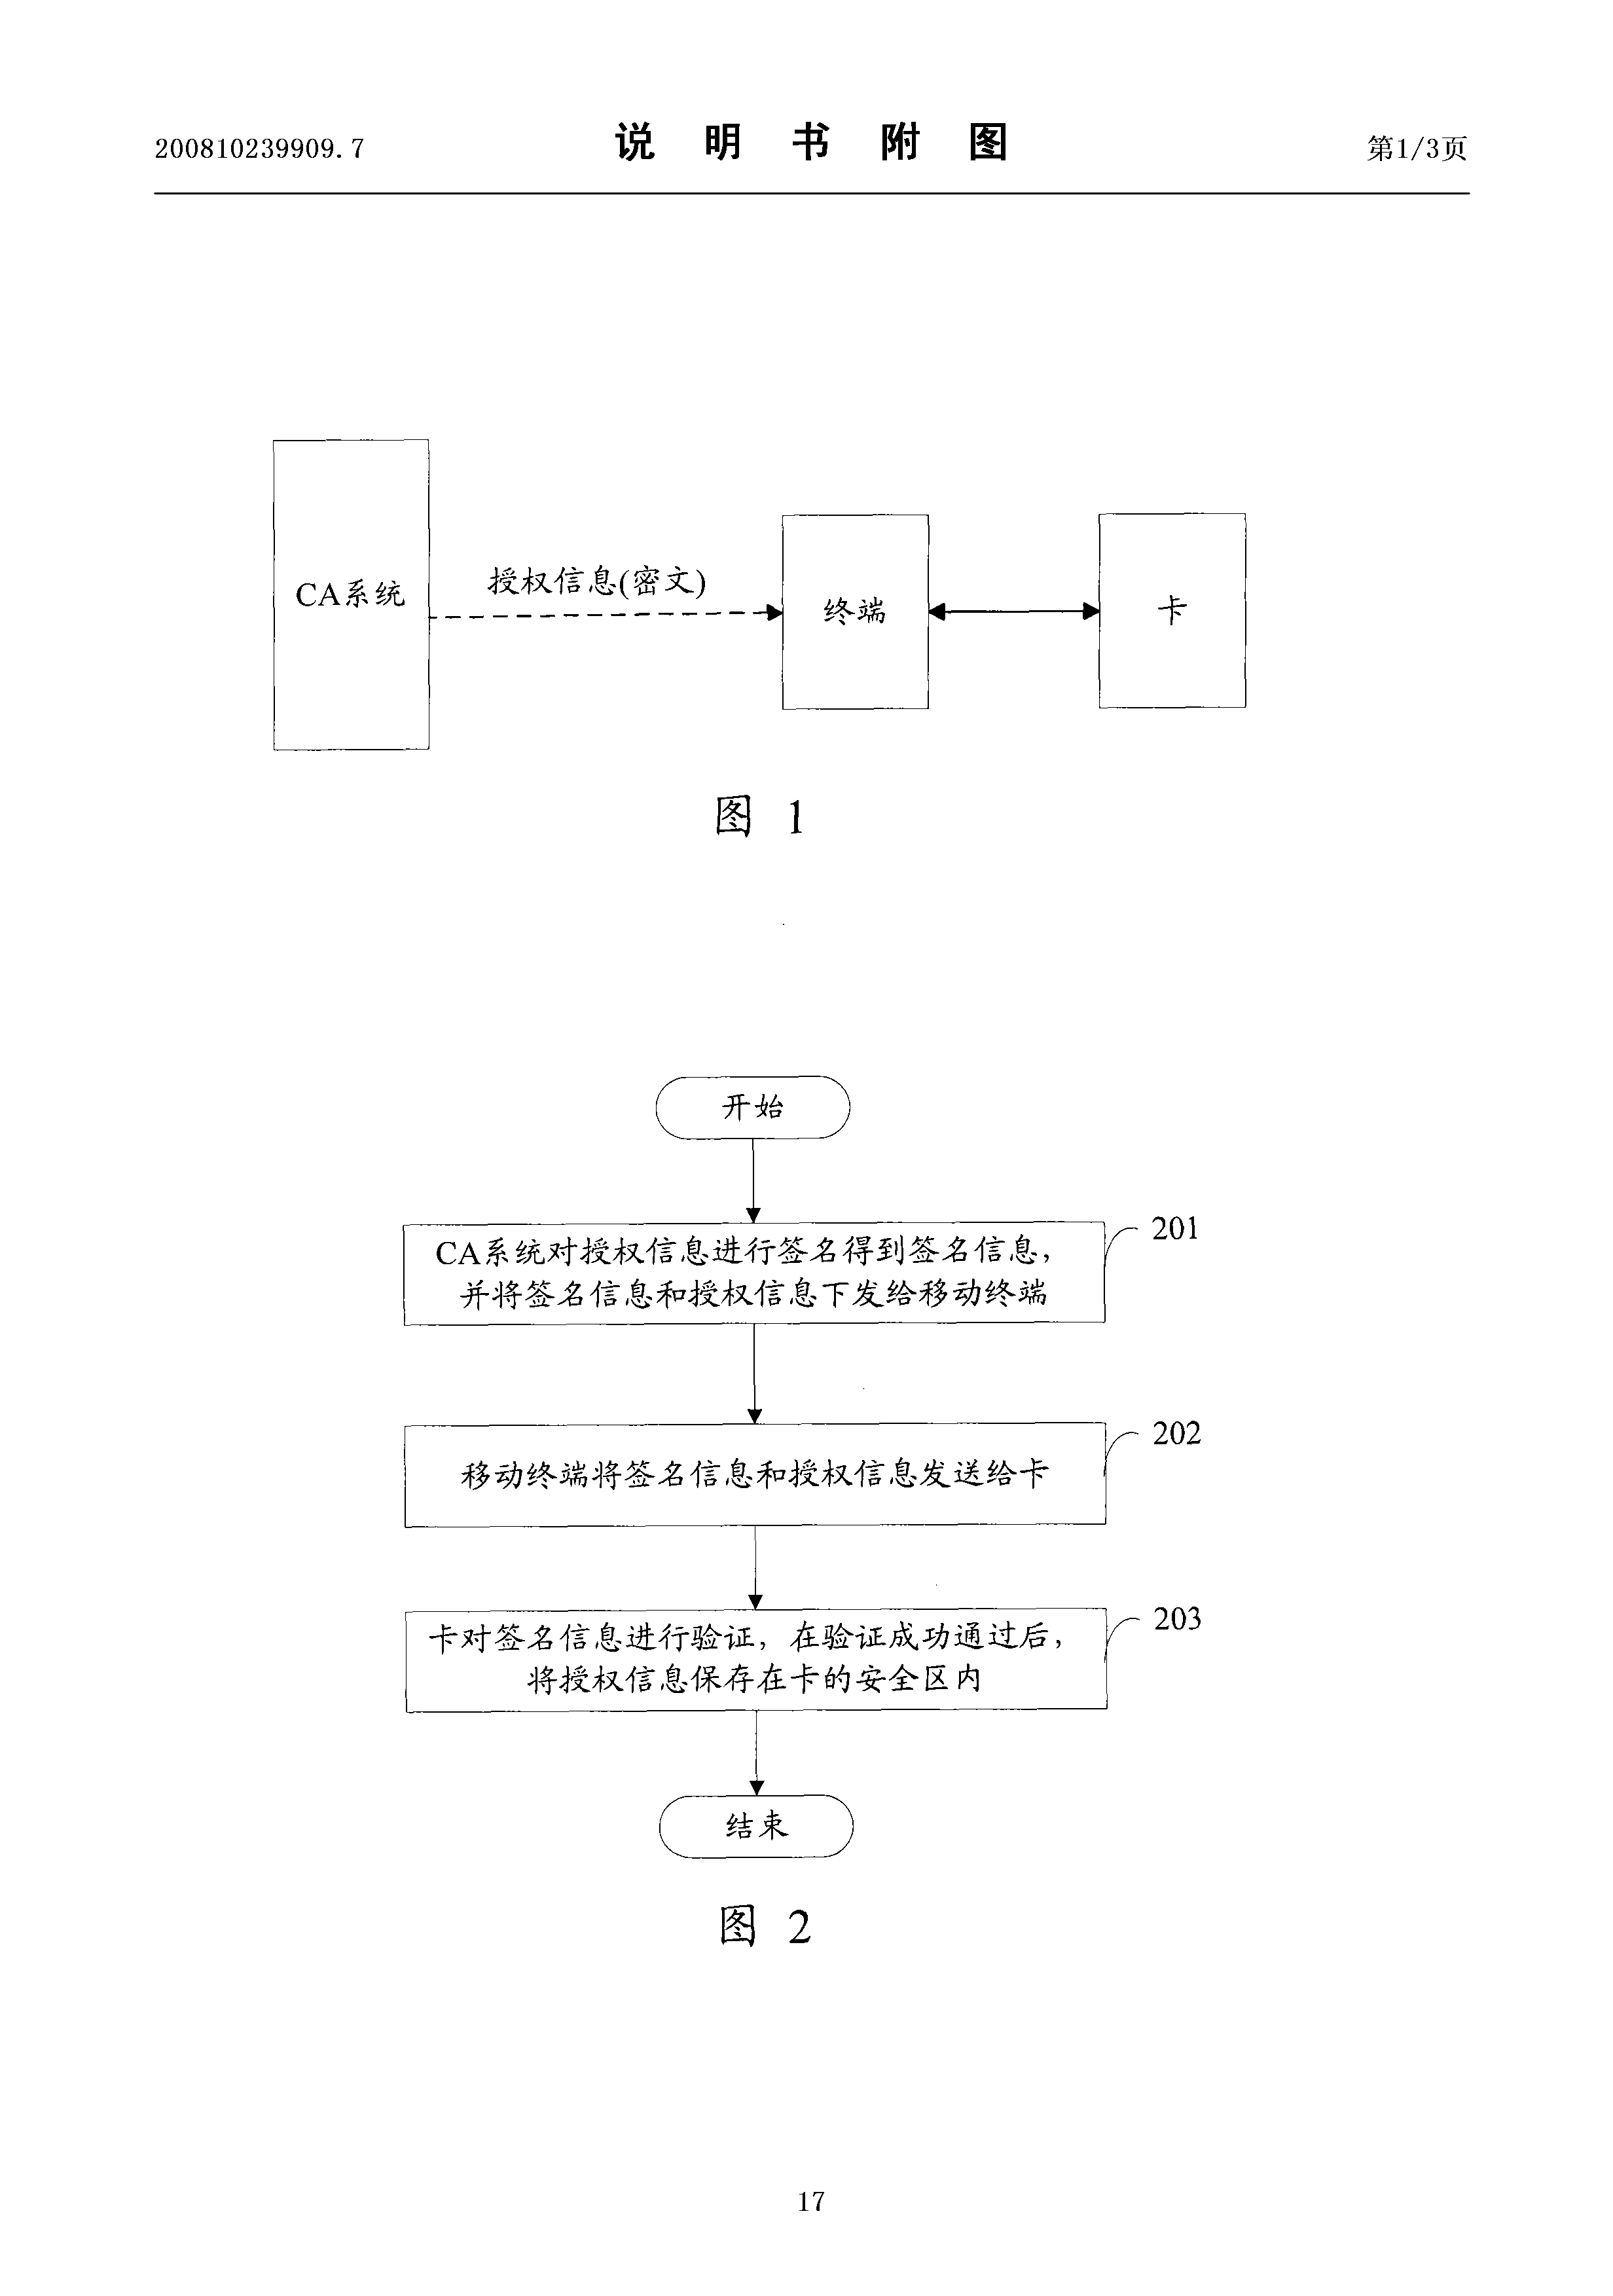 200810239909.7
说明书附图
第1/3页
CA系统
授权信息(密文)
终端
卡
图 1
开始
201
CA系统对授权信息进行签名得到签名信息，
并将签名信息和授权信息下发给移动终端
202
移动终端将签名信息和授权信息发送给卡
203
卡对签名信息进行验证，在验证成功通过后，
将授权信息保存在卡的安全区内
结束
图 2
17